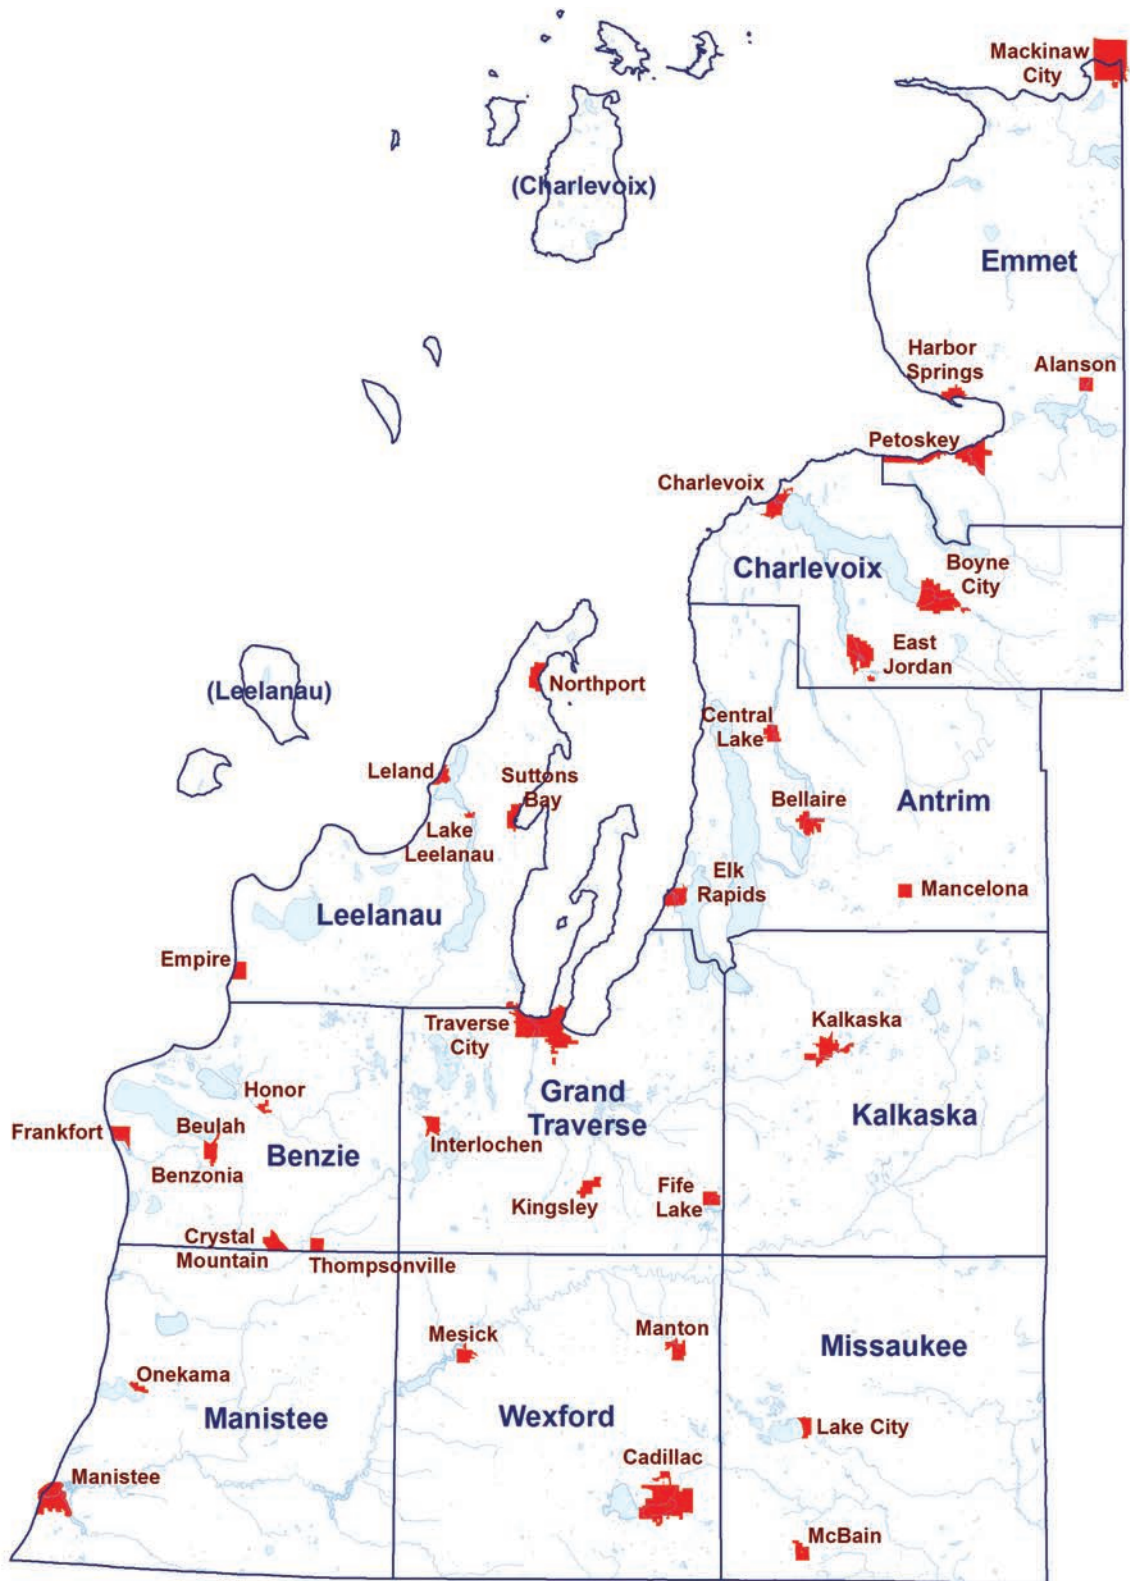 Mackinaw
City
(Charlevoix)
Emmet
Harbor
Springs
Alanson
Petoskey
Charlevoix
Charlevoix
Boyne
City
East
Jordan
Northport
(Leelanau)
Central
Lake
Leland
Suttons
Bay
Bellaire
Antrim
Lake
Leelanau
Elk
Rapids
Mancelona
Leelanau
Empire
Traverse
City
Kalkaska
Grand
Traverse
Kalkaska
Honor
Frankfort
Beulah
Benzonia
Benzie
Interlochen
Kingsley
Fife
Lake
Crystal
Mountain
Thompsonville
Mesick
Manton
Missaukee
Onekama
Manistee
Wexford
Lake City
Manistee
Cadillac
McBain